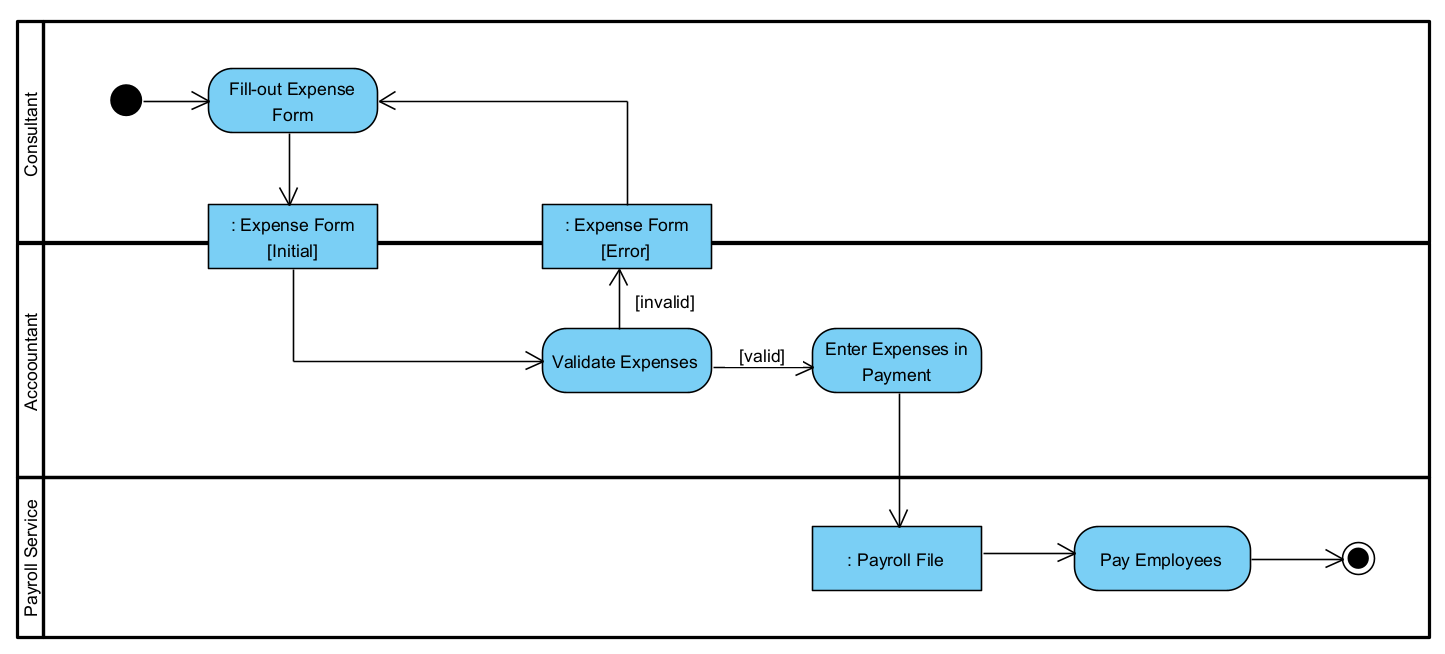 Consultant
Fill-out Expense
Form
: Expense Form
[Initial]
: Expense Form
[Error]
Accoountant
[invalid]
Validate Expenses
[valid]
Enter Expenses in
Payment
Payroll Service
: Payroll File
Pay Employees